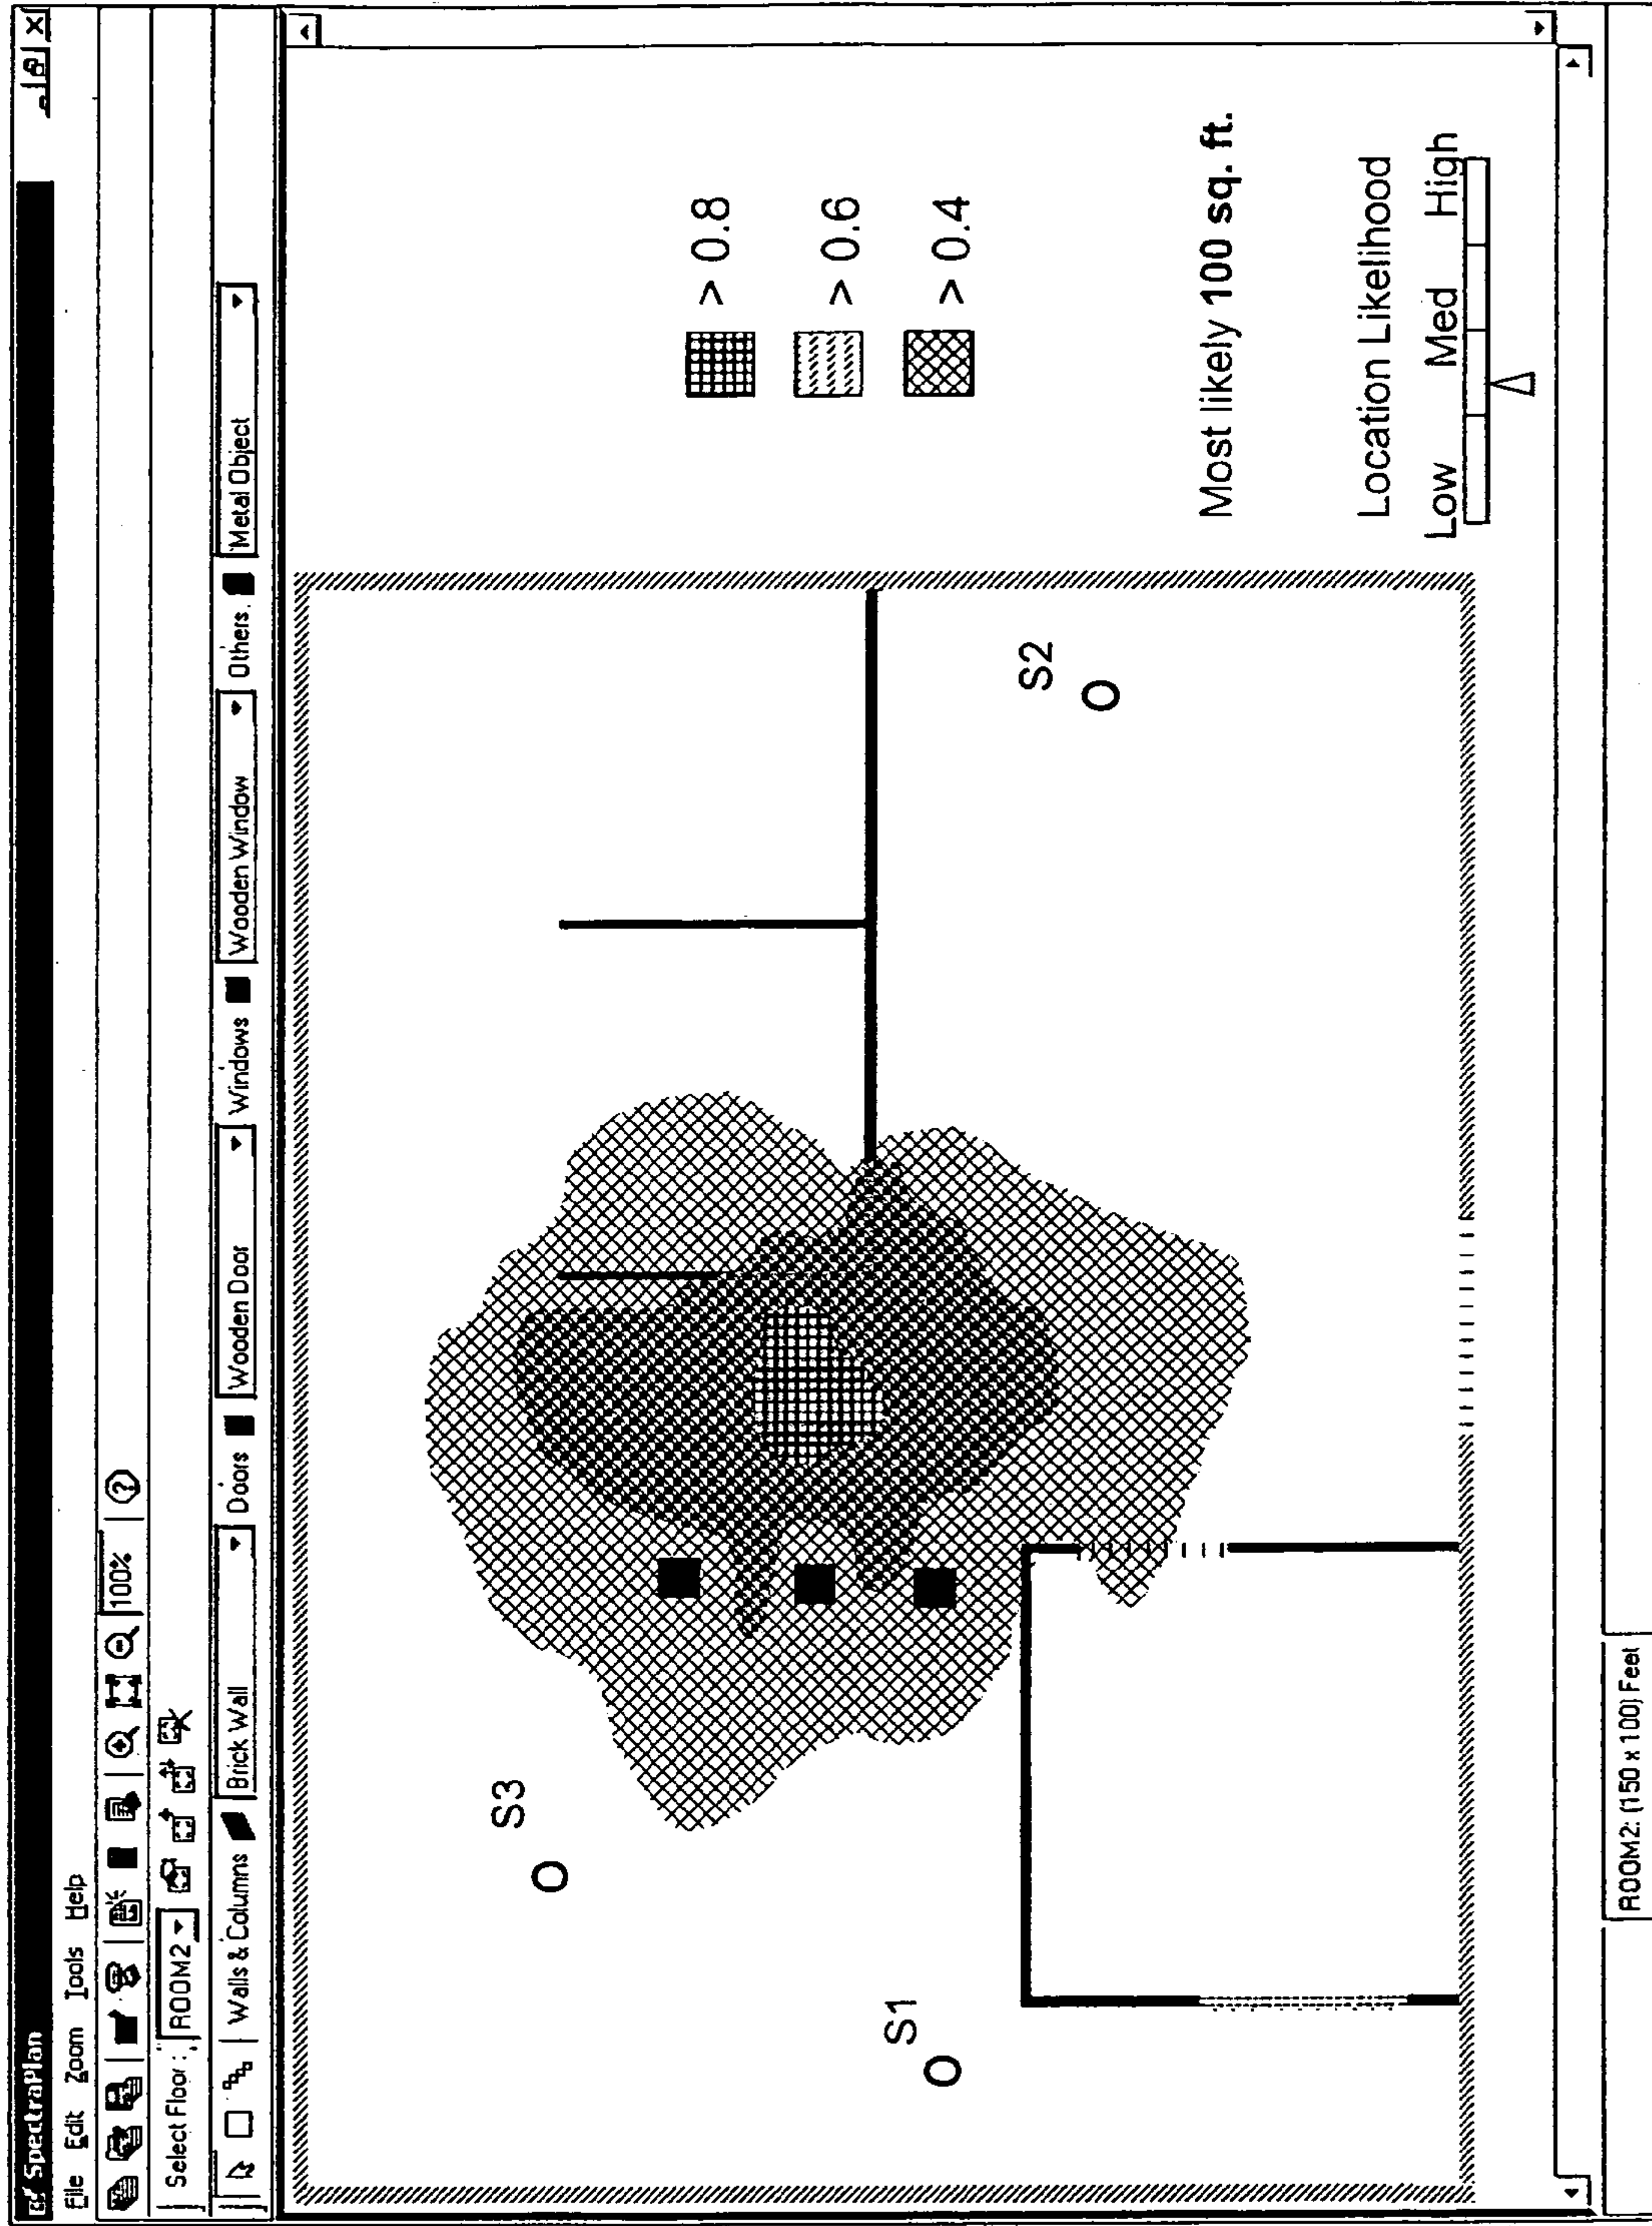 SpectraPlan
File Edit Zoom Tools Help
100%
Select Floor: ROOM2
Walls & Columns Brick Wall Doors Wooden Door Windows Wooden Window Others Metal Object
S3
S1
S2
> 0.8
> 0.6
> 0.4
Most likely 100 sq. ft.
Location Likelihood
Low Med High
ROOM2: (150 x 100) Feet